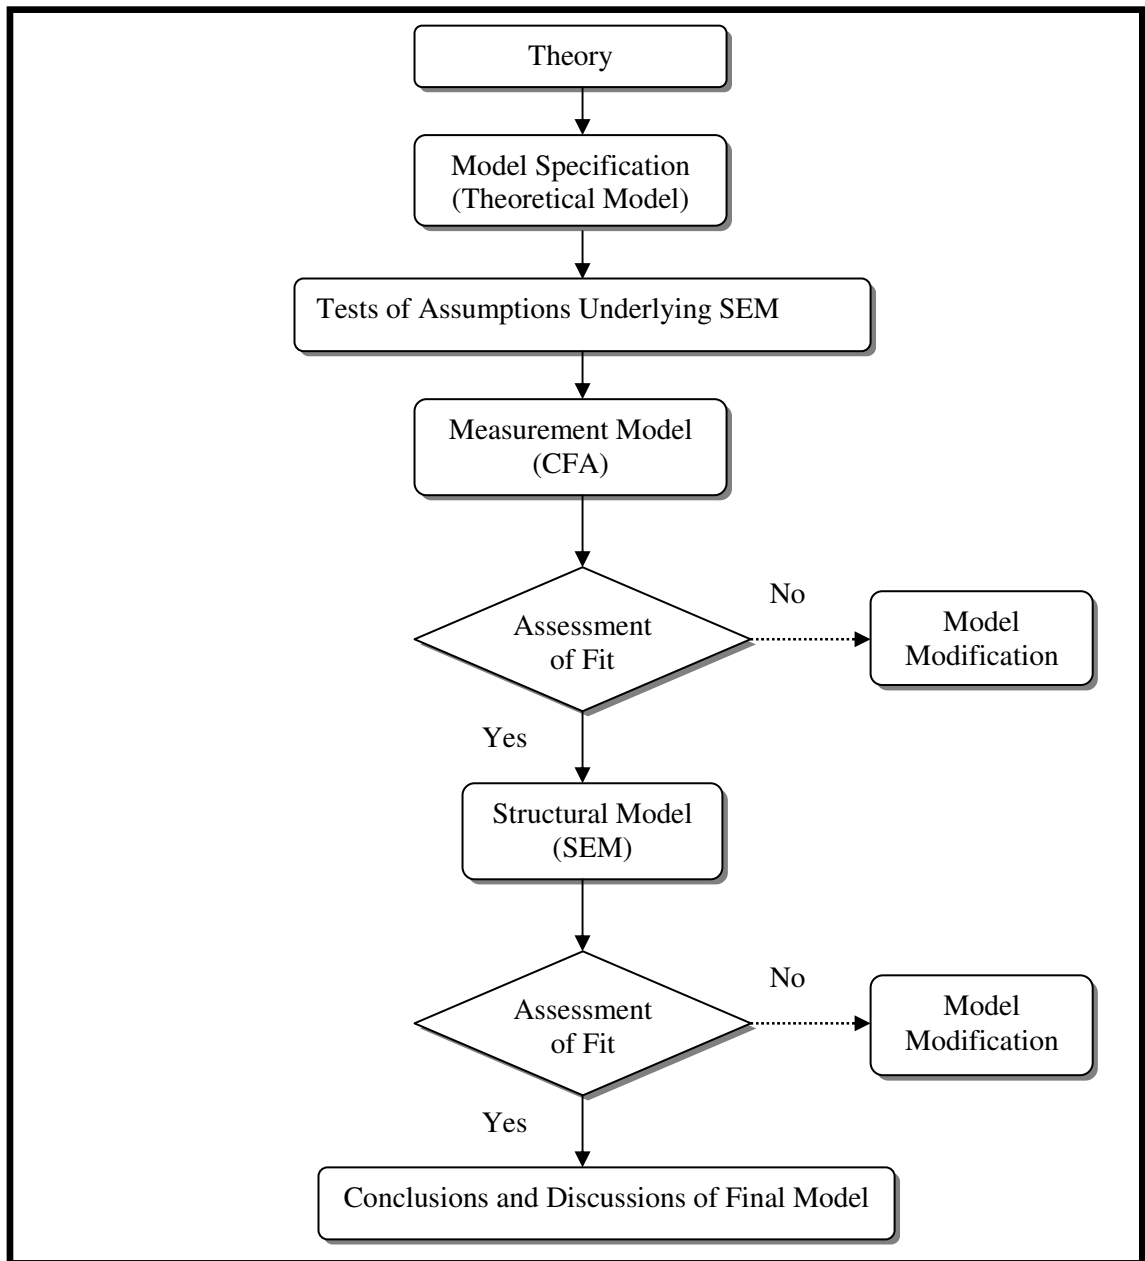 Theory
Model Specification
(Theoretical Model)
Tests of Assumptions Underlying SEM
Measurement Model
(CFA)
No
Assessment
of Fit
Model
Modification
Yes
Structural Model
(SEM)
No
Assessment
of Fit
Model
Modification
Yes
Conclusions and Discussions of Final Model